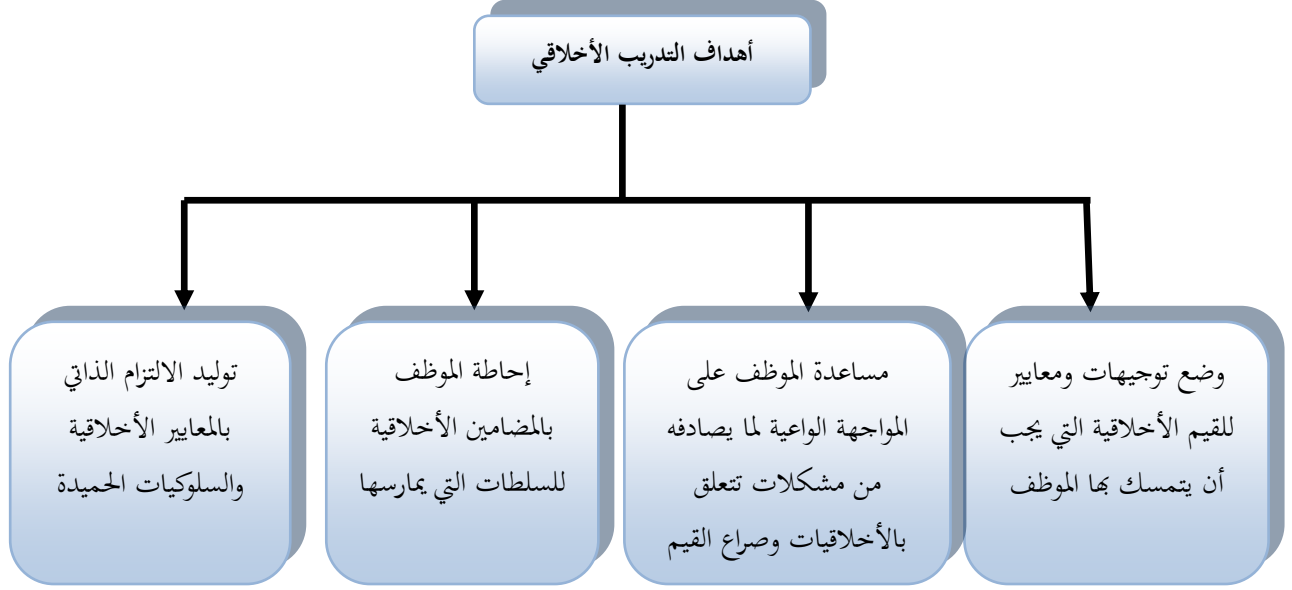 أهداف التدريب الأخلاقي
وضع توجيهات ومعايير
للقيم الأخلاقية التي يجب
أن يتمسك بها الموظف
مساعدة الموظف على
المواجهة الواعية لما يصادفه
من مشكلات تتعلق
بالأخلاقيات وصراع القيم
إحاطة الموظف
بالمضامين الأخلاقية
للسلطات التي يمارسها
توليد الالتزام الذاتي
بالمعايير الأخلاقية
والسلوكيات الحميدة